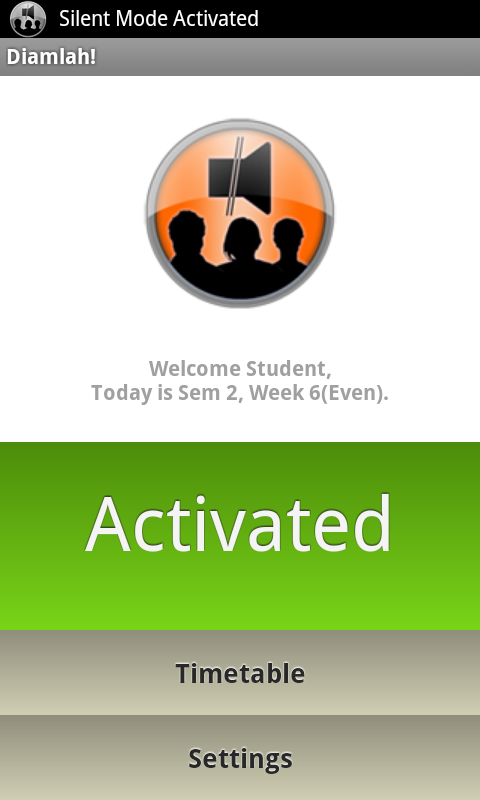 Silent Mode Activated
Diamlah!
Welcome Student,
Today is Sem 2, Week 6(Even).
Activated
Timetable
Settings